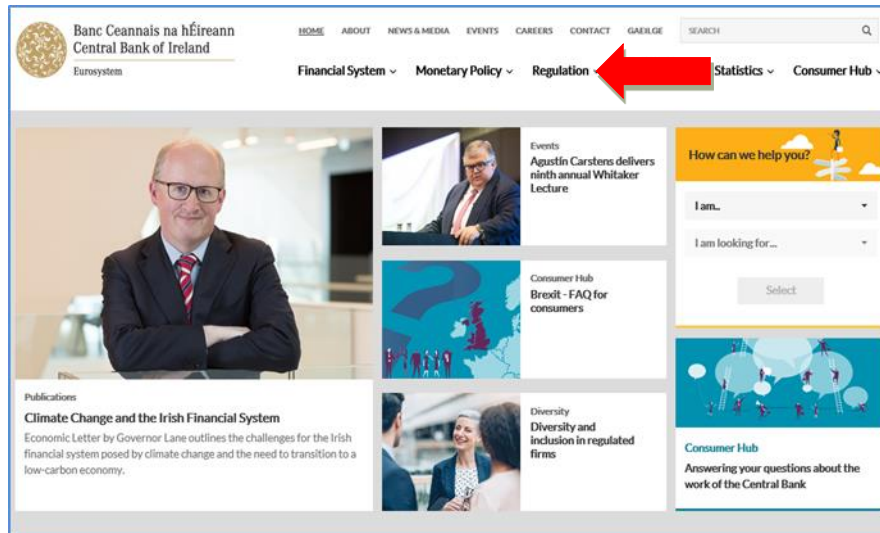 Banc Ceannais na hÉireann
Central Bank of Ireland
Eurosystem
HOME ABOUT NEWS & MEDIA EVENTS CAREERS CONTACT GAEILGE SEARCH
Financial System Monetary Policy Regulation Statistics Consumer Hub
Events
Agustín Carstens delivers
ninth annual Whitaker
Lecture
How can we help you?
I am..
I am looking for...
Select
Consumer Hub
Brexit - FAQ for
consumers
Publications
Climate Change and the Irish Financial System
Economic Letter by Governor Lane outlines the challenges for the Irish
financial system posed by climate change and the need to transition to a
low-carbon economy.
Diversity
Diversity and
inclusion in regulated
firms
Consumer Hub
Answering your questions about the
work of the Central Bank